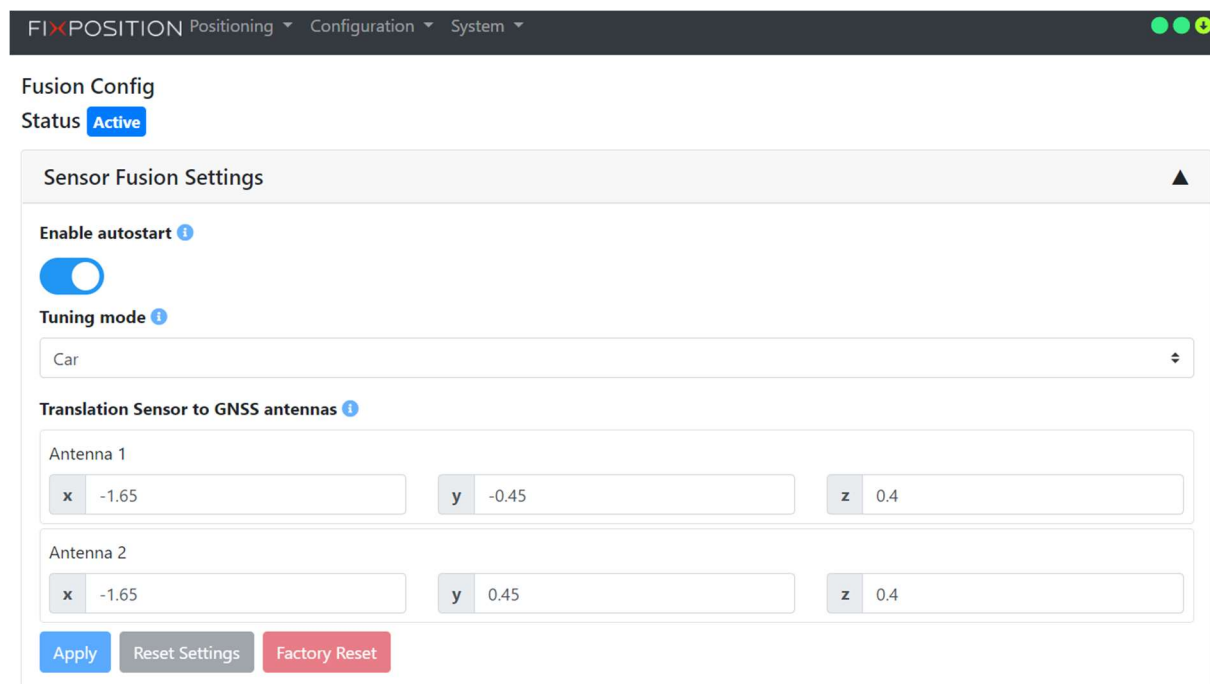 FIXPOSITION Positioning Configuration System
Fusion Config
Status Active
Sensor Fusion Settings
Enable autostart
Tuning mode
Car
Translation Sensor to GNSS antennas
Antenna 1
x -1.65 y -0.45 z 0.4
Antenna 2
x -1.65 y 0.45 z 0.4
Apply Reset Settings Factory Reset